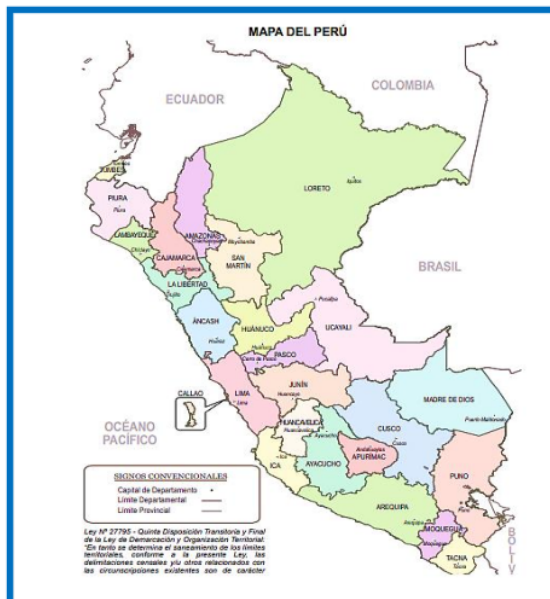 MAPA DEL PERÚ
COLOMBIA
ECUADOR
TUMBES
LORETO
Iquitos
PIURA
Piura
LAMBAYEQUE
Chiclayo
AMAZONAS
Chachapoyas
Moyobamba
CAJAMARCA
Cajamarca
SAN
MARTÍN
BRASIL
LA LIBERTAD
Trujillo
Pucallpa
ÁNCASH
Huaraz
HUÁNUCO
Huánuco
UCAYALI
PASCO
Cerro de Pasco
JUNÍN
Huancayo
LIMA
Lima
CALLAO
MADRE DE DIOS
Puerto Maldonado
HUANCAVELICA
Huancavelica
CUSCO
Cusco
OCÉANO
PACÍFICO
Ayacucho
AYACUCHO
Andahuaylas
APURÍMAC
ICA
Ica
PUNO
Puno
AREQUIPA
Arequipa
MOQUEGUA
Moquegua
TACNA
Tacna
BOLIV
SIGNOS CONVENCIONALES
Capital de Departamento
Límite Departamental
Límite Provincial
Ley Nº 27795 - Quinta Disposición Transitoria y Final
de la Ley de Demarcación y Organización Territorial:
"En tanto se determina el saneamiento de los límites
territoriales, conforme a la presente Ley, las
delimitaciones censales y/u otros relacionados con
las circunscripciones existentes son de carácter